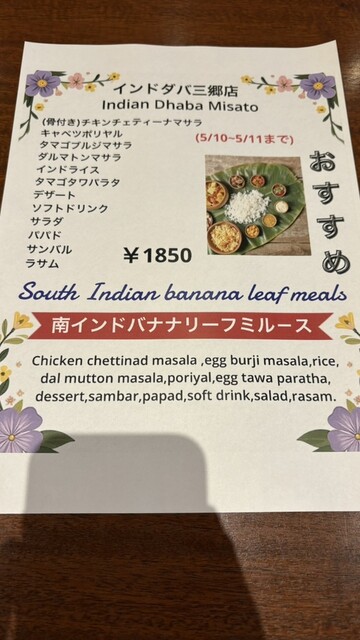 インドダバ三郷店
Indian Dhaba Misato
(骨付き)チキンチェティーナマサラ
キャベツポリヤル
タマゴブルジマサラ
ダルマトンマサラ
インドライス
タマゴタワパラタ
デザート
ソフトドリンク
サラダ
パパド
サンバル
ラサム
(5/10~5/11まで)
おすすめ
￥1850
South Indian banana leaf meals
南インドバナナリーフミルース
Chicken chettinad masala ,egg burji masala,rice,
dal mutton masala,poriyal,egg tawa paratha,
dessert,sambar,papad,soft drink,salad,rasam.